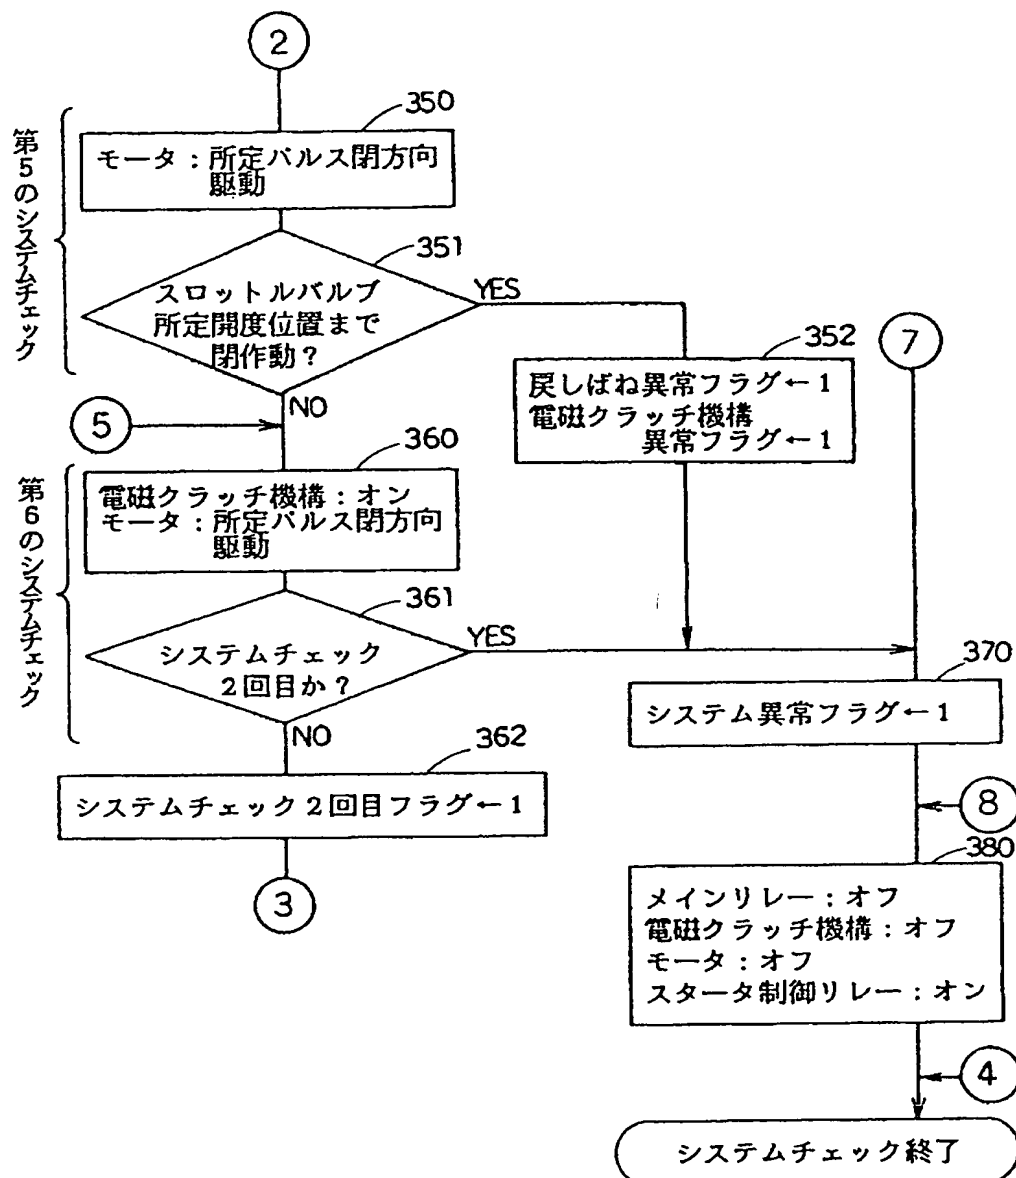 2
350
第5のシステムチェック
モータ：所定パルス閉方向
駆動
351
スロットルバルブ
所定開度位置まで
閉作動？
YES
NO
352
戻しばね異常フラグ←1
電磁クラッチ機構
異常フラグ←1
7
5
360
第6のシステムチェック
電磁クラッチ機構：オン
モータ：所定パルス閉方向
駆動
361
システムチェック
2回目か？
YES
NO
362
システムチェック2回目フラグ←1
3
370
システム異常フラグ←1
8
380
メインリレー：オフ
電磁クラッチ機構：オフ
モータ：オフ
スタータ制御リレー：オン
4
システムチェック終了